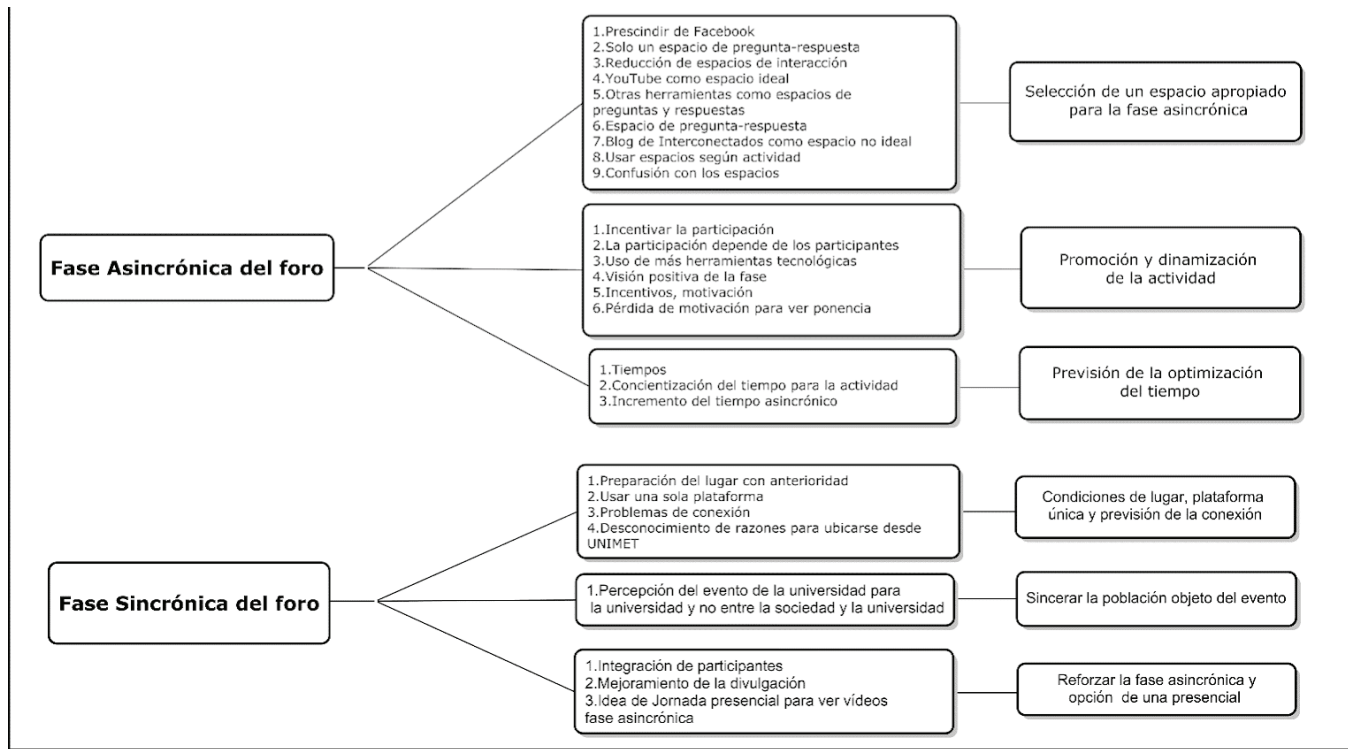 1.Prescindir de Facebook
2.Solo un espacio de pregunta-respuesta
3.Reducción de espacios de interacción
4.YouTube como espacio ideal
5.Otras herramientas como espacios de
preguntas y respuestas
6.Espacio de pregunta-respuesta
7.Blog de Interconectados como espacio no ideal
8.Usar espacios según actividad
9.Confusión con los espacios
Selección de un espacio apropiado
para la fase asincrónica
Fase Asincrónica del foro
1.Incentivar la participación
2.La participación depende de los participantes
3.Uso de más herramientas tecnológicas
4.Visión positiva de la fase
5.Incentivos, motivación
6.Pérdida de motivación para ver ponencia
Promoción y dinamización
de la actividad
1.Tiempos
2.Concientización del tiempo para la actividad
3.Incremento del tiempo asincrónico
Previsión de la optimización
del tiempo
1.Preparación del lugar con anterioridad
2.Usar una sola plataforma
3.Problemas de conexión
4.Desconocimiento de razones para ubicarse desde
UNIMET
Condiciones de lugar, plataforma
única y previsión de la conexión
Fase Sincrónica del foro
1.Percepción del evento de la universidad para
la universidad y no entre la sociedad y la universidad
Sincerar la población objeto del evento
1.Integración de participantes
2.Mejoramiento de la divulgación
3.Idea de Jornada presencial para ver vídeos
fase asincrónica
Reforzar la fase asincrónica y
opción de una presencial